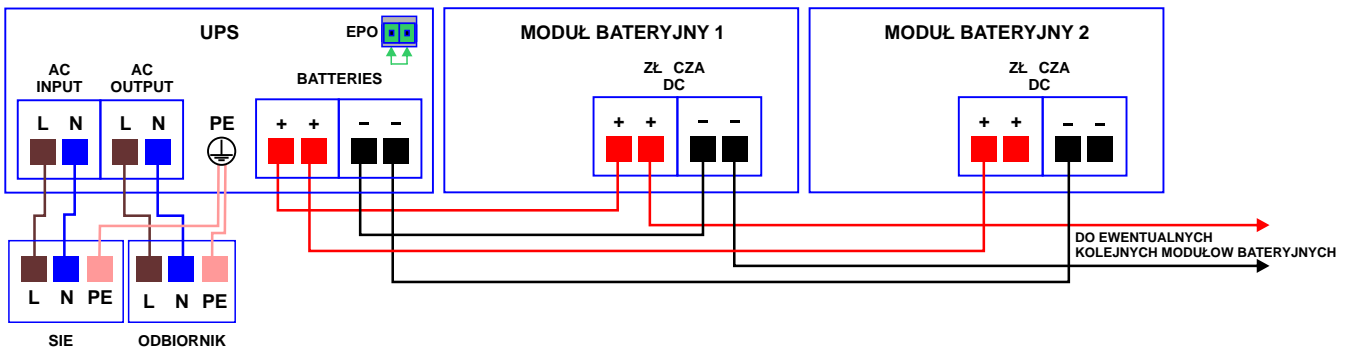 UPS
EPO
MODUŁ BATERYJNY 1
MODUŁ BATERYJNY 2
AC
INPUT
AC
OUTPUT
BATTERIES
ZŁ CZA
DC
ZŁ CZA
DC
L N L N PE + + – –
+ + – –
+ + – –
DO EWENTUALNYCH
KOLEJNYCH MODUŁOW BATERYJNYCH
L N PE
L N PE
SIE
ODBIORNIK